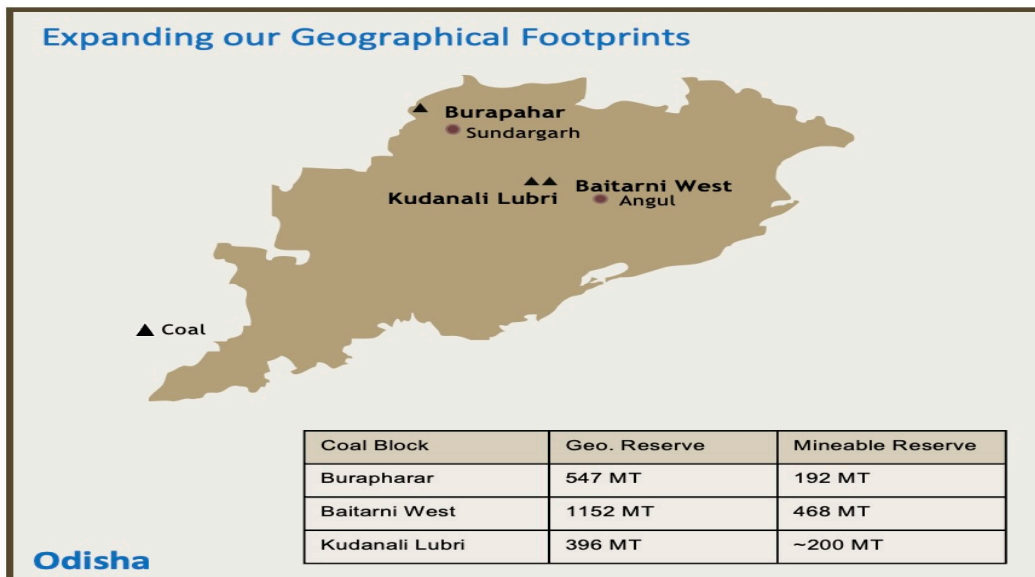 Expanding our Geographical Footprints
Burapahar
Sundargarh
Baitarni West
Kudanali Lubri
Angul
Coal
Coal Block Geo. Reserve Mineable Reserve
Burapharar 547 MT 192 MT
Baitarni West 1152 MT 468 MT
Kudanali Lubri 396 MT ~200 MT
Odisha